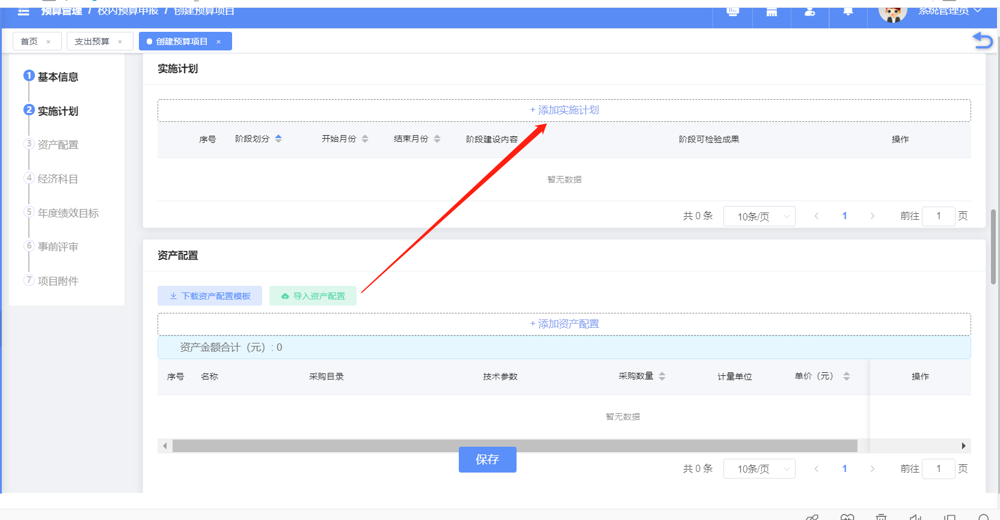 预算管理 / 校内预算申报 / 创建预算项目
系统管理员
首页 ×
支出预算 ×
创建预算项目 ×
1 基本信息
2 实施计划
3 资产配置
4 经济科目
5 年度绩效目标
6 事前评审
7 项目附件
实施计划
+ 添加实施计划
序号 阶段划分 开始月份 结束月份 阶段建设内容 阶段可检验成果 操作
暂无数据
共 0 条 10条/页 1 前往 1 页
资产配置
下载资产配置模板 导入资产配置
+ 添加资产配置
资产金额合计（元）: 0
序号 名称 采购目录 技术参数 采购数量 计量单位 单价（元） 操作
暂无数据
保存
共 0 条 10条/页 1 前往 1 页